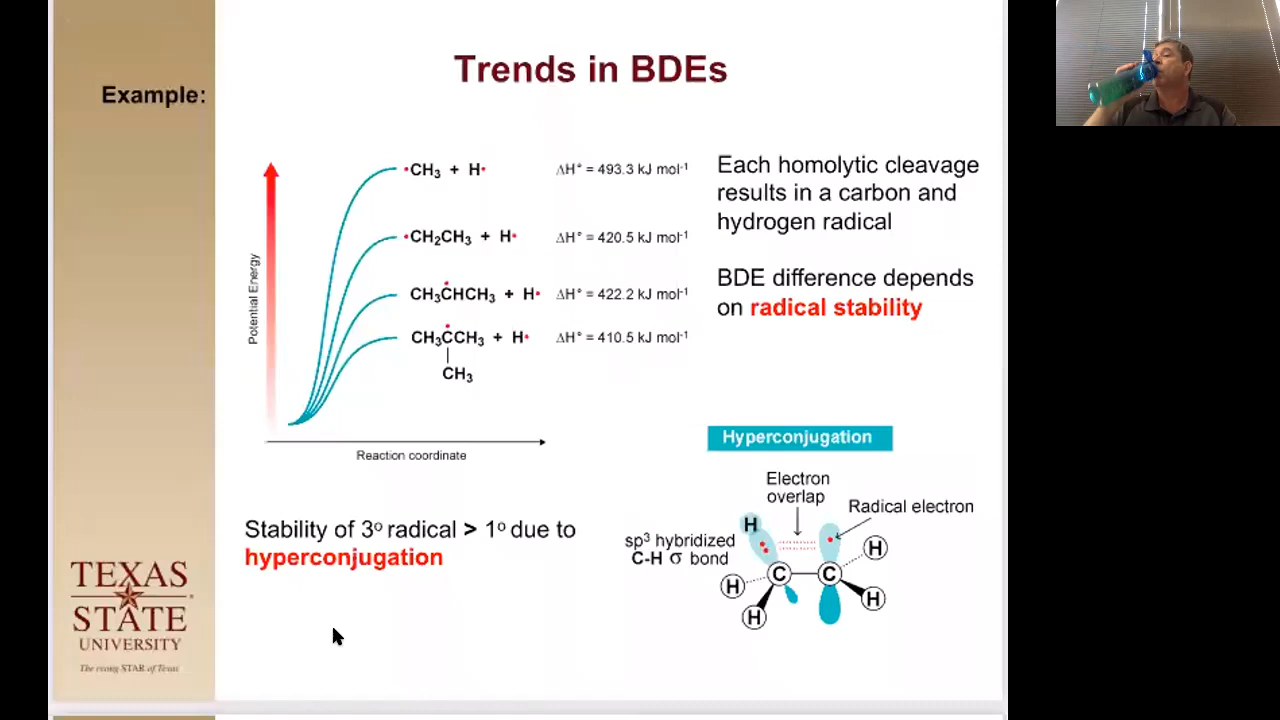 Trends in BDEs
Example:
Potential Energy
•CH₃ + H• ΔH° = 493.3 kJ mol⁻¹
•CH₂CH₃ + H• ΔH° = 420.5 kJ mol⁻¹
CH₃ĊHCH₃ + H• ΔH° = 422.2 kJ mol⁻¹
CH₃ĊCH₃ + H• ΔH° = 410.5 kJ mol⁻¹
CH₃
Reaction coordinate
Each homolytic cleavage
results in a carbon and
hydrogen radical
BDE difference depends
on radical stability
Hyperconjugation
Electron
overlap
Radical electron
sp³ hybridized
C-H σ bond
H
H
C
C
H
H
H
Stability of 3° radical > 1° due to
hyperconjugation
TEXAS
STATE
UNIVERSITY
The rising STAR of Texas